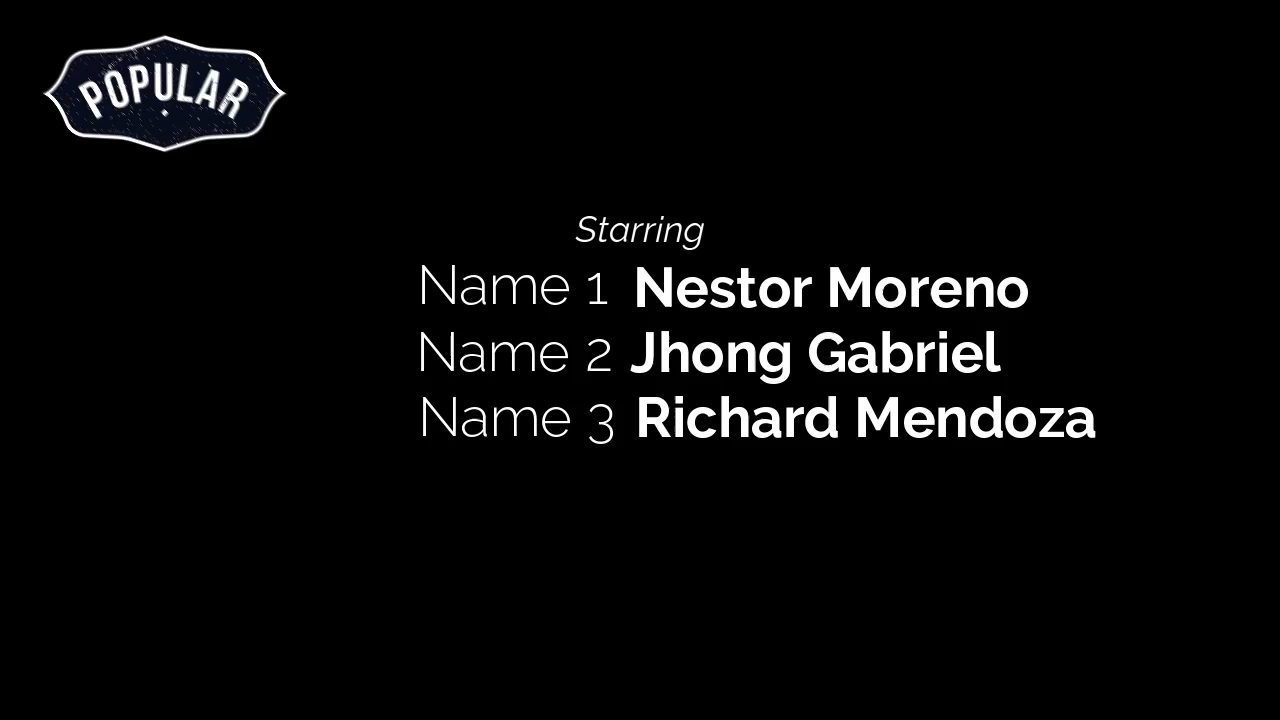 POPULAR
Starring
Name 1 Nestor Moreno
Name 2 Jhong Gabriel
Name 3 Richard Mendoza